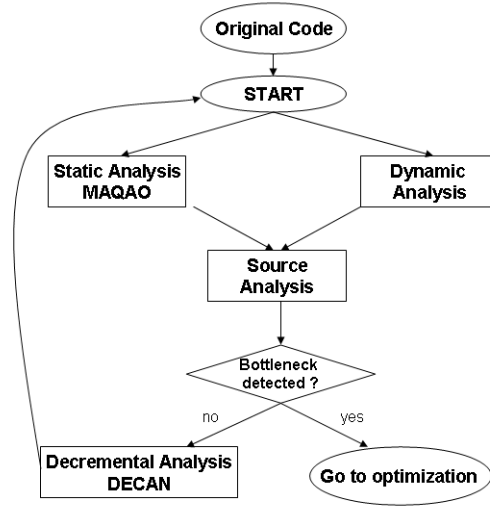 Original Code
START
Static Analysis
MAQAO
Dynamic
Analysis
Source
Analysis
Bottleneck
detected ?
no
yes
Decremental Analysis
DECAN
Go to optimization